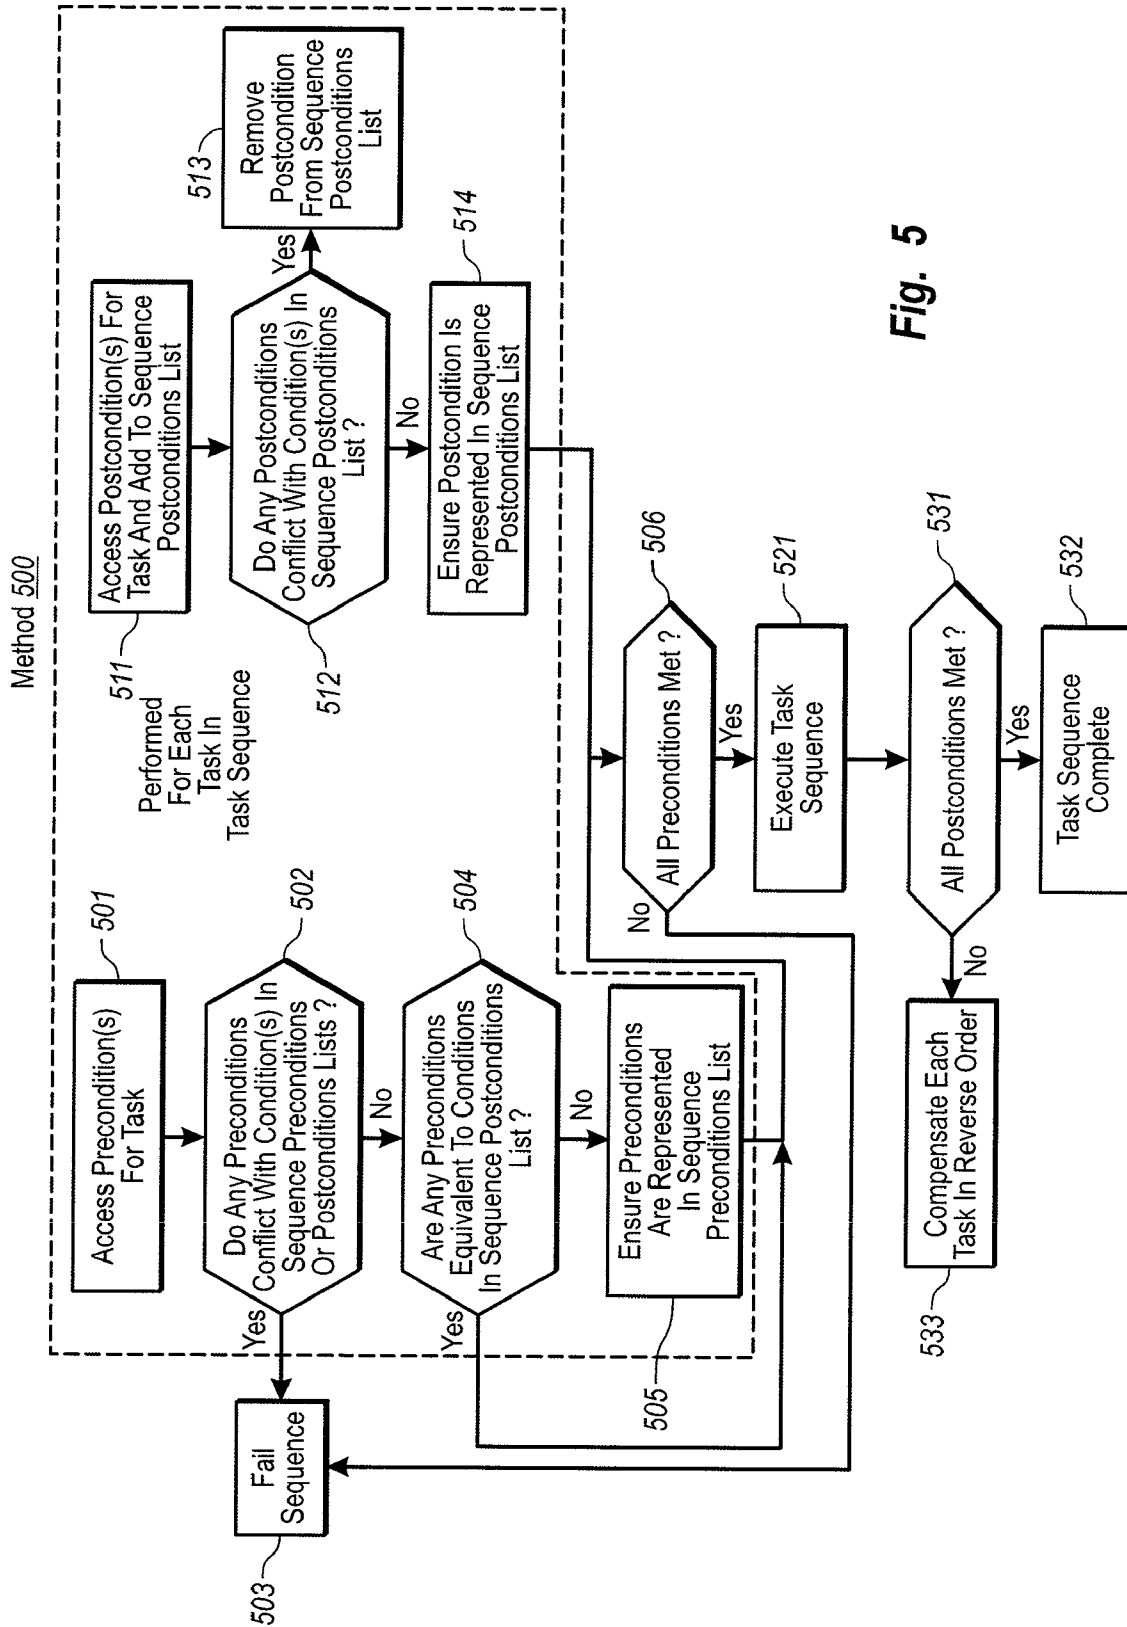 Method 500
501
Access Precondition(s)
For Task
502
Do Any Preconditions
Conflict With Condition(s) In
Sequence Preconditions
Or Postconditions Lists ?
Yes
No
503
Fail
Sequence
504
Are Any Preconditions
Equivalent To Conditions
In Sequence Postconditions
List ?
Yes
No
505
Ensure Preconditions
Are Represented
In Sequence
Preconditions List
Performed
For Each
Task In
Task Sequence
511
Access Postcondition(s) For
Task And Add To Sequence
Postconditions List
512
Do Any Postconditions
Conflict With Condition(s) In
Sequence Postconditions
List ?
Yes
No
513
Remove
Postcondition
From Sequence
Postconditions
List
514
Ensure Postcondition Is
Represented In Sequence
Postconditions List
506
All Preconditions Met ?
No
Yes
521
Execute Task
Sequence
531
All Postconditions Met ?
No
Yes
532
Task Sequence
Complete
533
Compensate Each
Task In Reverse Order
Fig. 5